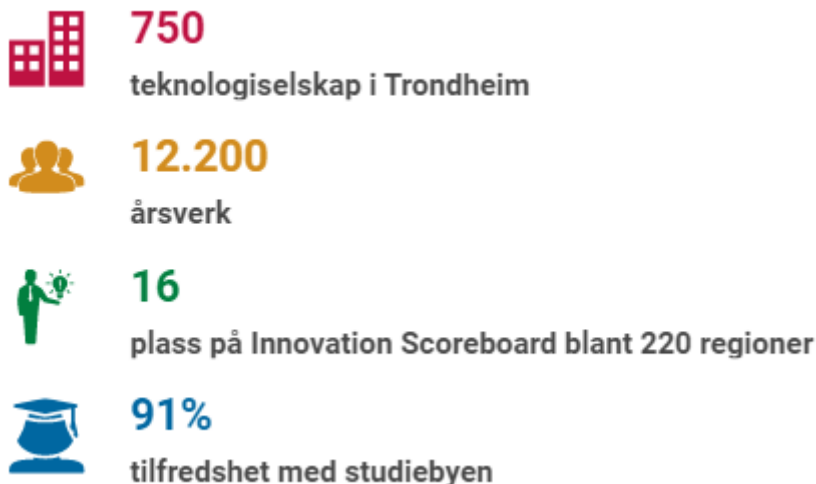 750
teknologiselskap i Trondheim
12.200
årsverk
16
plass på Innovation Scoreboard blant 220 regioner
91%
tilfredshet med studiebyen